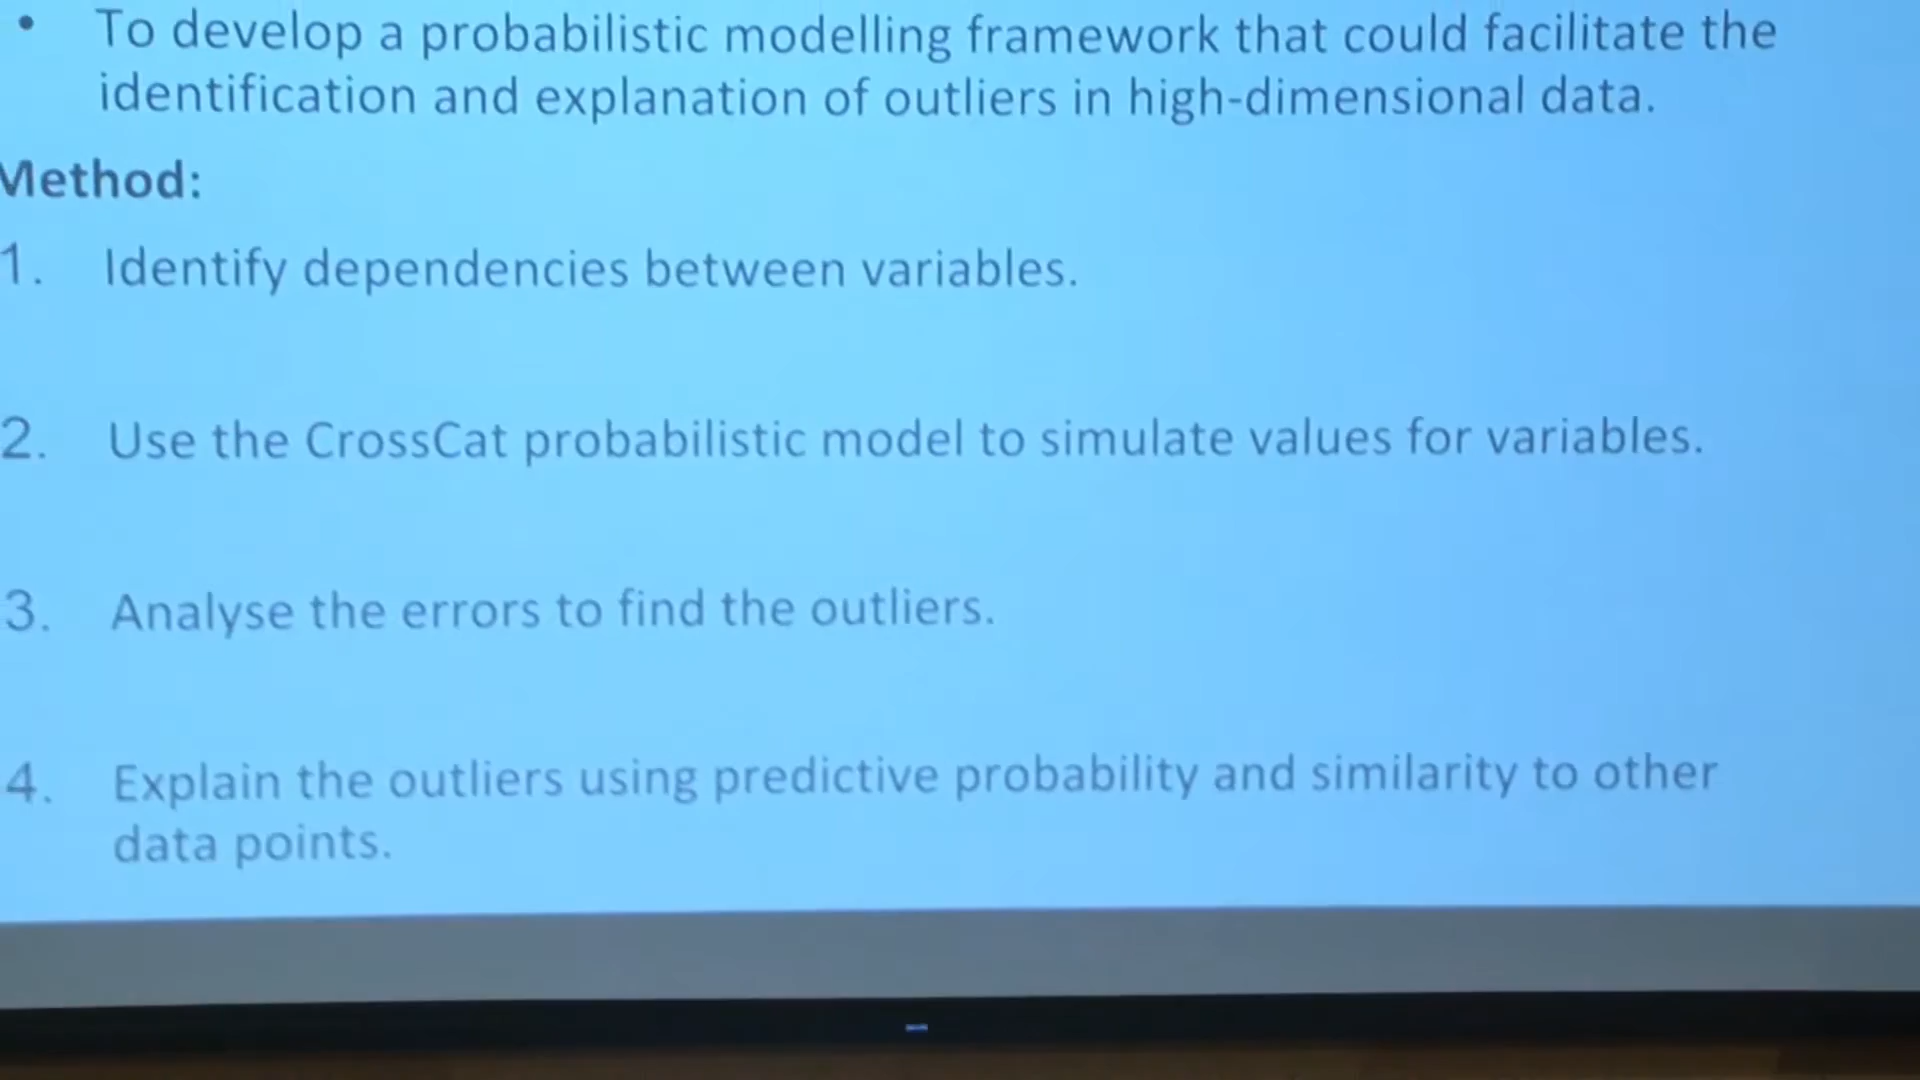 • To develop a probabilistic modelling framework that could facilitate the
identification and explanation of outliers in high-dimensional data.
Method:
1. Identify dependencies between variables.
2. Use the CrossCat probabilistic model to simulate values for variables.
3. Analyse the errors to find the outliers.
4. Explain the outliers using predictive probability and similarity to other
data points.